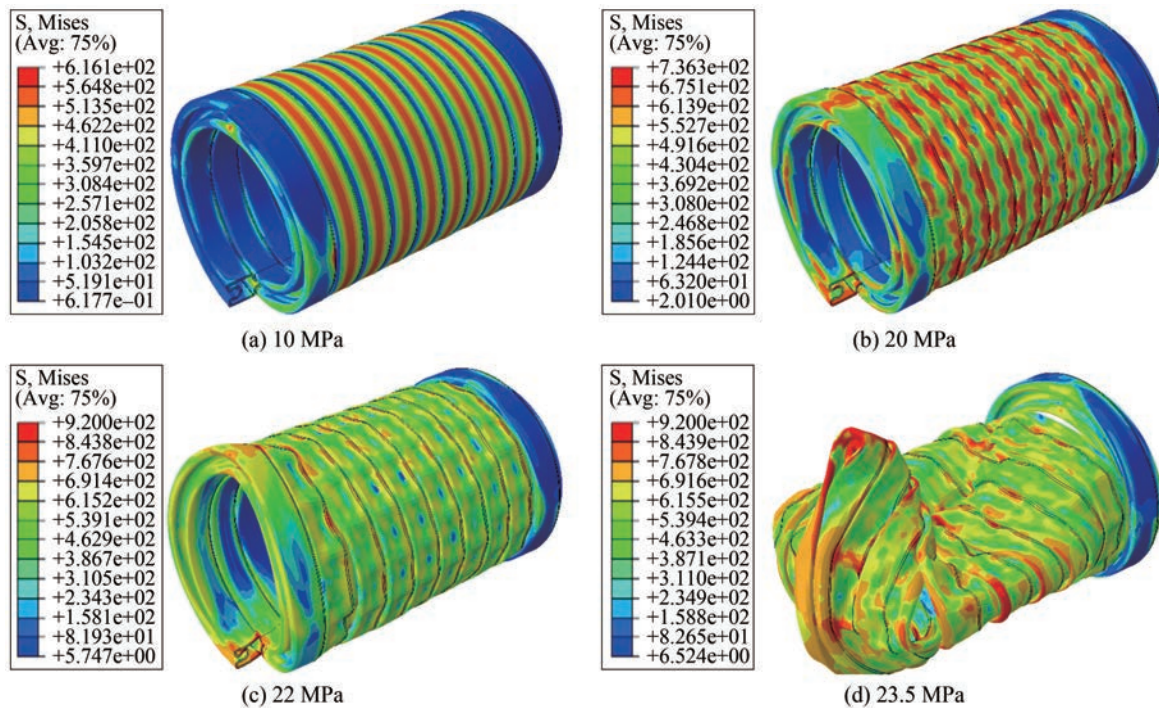 S, Mises
(Avg: 75%)
+6.161e+02
+5.648e+02
+5.135e+02
+4.622e+02
+4.110e+02
+3.597e+02
+3.084e+02
+2.571e+02
+2.058e+02
+1.545e+02
+1.032e+02
+5.191e+01
+6.177e−01
(a) 10 MPa
S, Mises
(Avg: 75%)
+7.363e+02
+6.751e+02
+6.139e+02
+5.527e+02
+4.916e+02
+4.304e+02
+3.692e+02
+3.080e+02
+2.468e+02
+1.856e+02
+1.244e+02
+6.320e+01
+2.010e+00
(b) 20 MPa
S, Mises
(Avg: 75%)
+9.200e+02
+8.438e+02
+7.676e+02
+6.914e+02
+6.152e+02
+5.391e+02
+4.629e+02
+3.867e+02
+3.105e+02
+2.343e+02
+1.581e+02
+8.193e+01
+5.747e+00
(c) 22 MPa
S, Mises
(Avg: 75%)
+9.200e+02
+8.439e+02
+7.678e+02
+6.916e+02
+6.155e+02
+5.394e+02
+4.633e+02
+3.871e+02
+3.110e+02
+2.349e+02
+1.588e+02
+8.265e+01
+6.524e+00
(d) 23.5 MPa